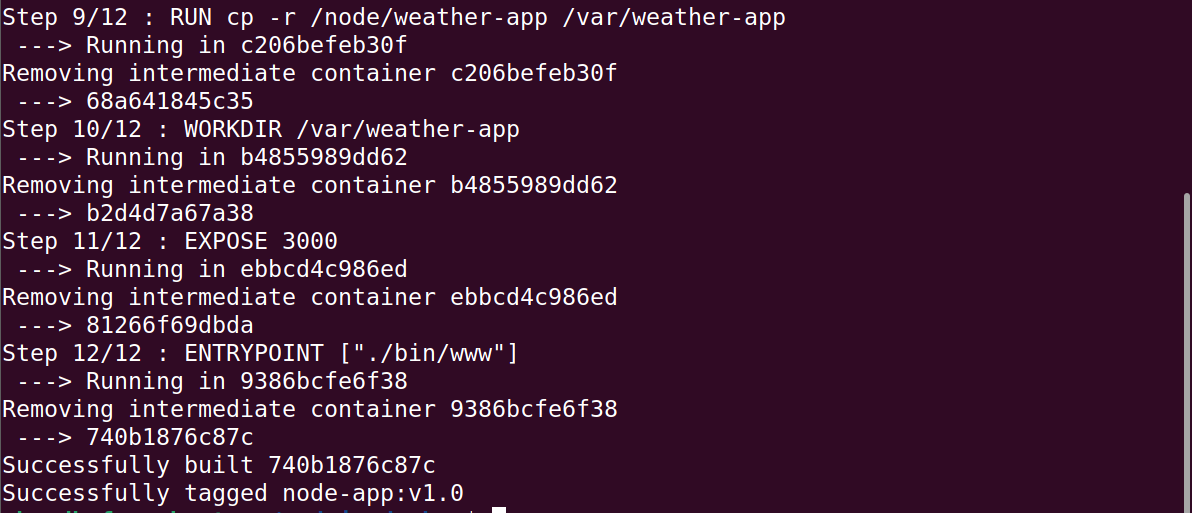 Step 9/12 : RUN cp -r /node/weather-app /var/weather-app
 ---> Running in c206befeb30f
Removing intermediate container c206befeb30f
 ---> 68a641845c35
Step 10/12 : WORKDIR /var/weather-app
 ---> Running in b4855989dd62
Removing intermediate container b4855989dd62
 ---> b2d4d7a67a38
Step 11/12 : EXPOSE 3000
 ---> Running in ebbcd4c986ed
Removing intermediate container ebbcd4c986ed
 ---> 81266f69dbda
Step 12/12 : ENTRYPOINT ["./bin/www"]
 ---> Running in 9386bcfe6f38
Removing intermediate container 9386bcfe6f38
 ---> 740b1876c87c
Successfully built 740b1876c87c
Successfully tagged node-app:v1.0